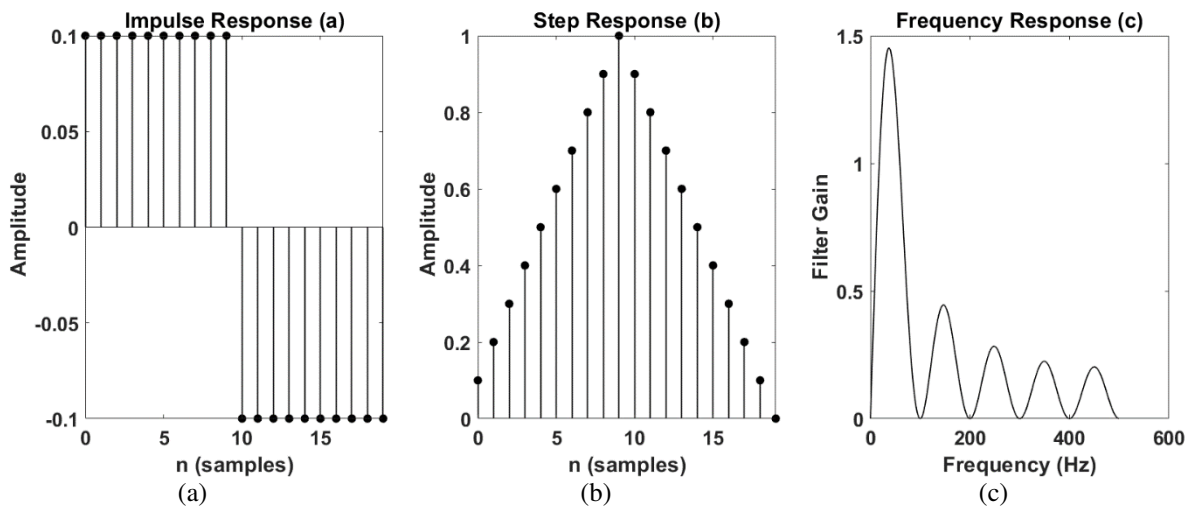 Impulse Response (a)
0.1
0.05
0
-0.05
-0.1
Amplitude
0
5
10
15
n (samples)
(a)
Step Response (b)
1
0.8
0.6
0.4
0.2
0
Amplitude
0
5
10
15
n (samples)
(b)
Frequency Response (c)
1.5
1
0.5
0
Filter Gain
0
200
400
600
Frequency (Hz)
(c)